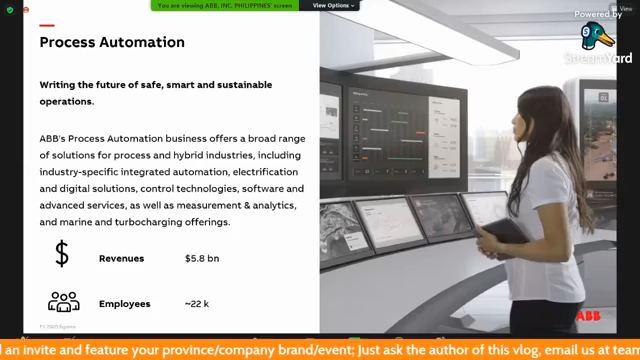 You are viewing ABB, INC. PHILIPPINES' screen
View Options
View
Powered by
StreamYard
Process Automation
Writing the future of safe, smart and sustainable
operations.
ABB's Process Automation business offers a broad range
of solutions for process and hybrid industries, including
industry-specific integrated automation, electrification
and digital solutions, control technologies, software and
advanced services, as well as measurement & analytics,
and marine and turbocharging offerings.
$
Revenues $5.8 bn
Employees ~22 k
ABB
d an invite and feature your province/company brand/event; Just ask the author of this vlog, email us at team